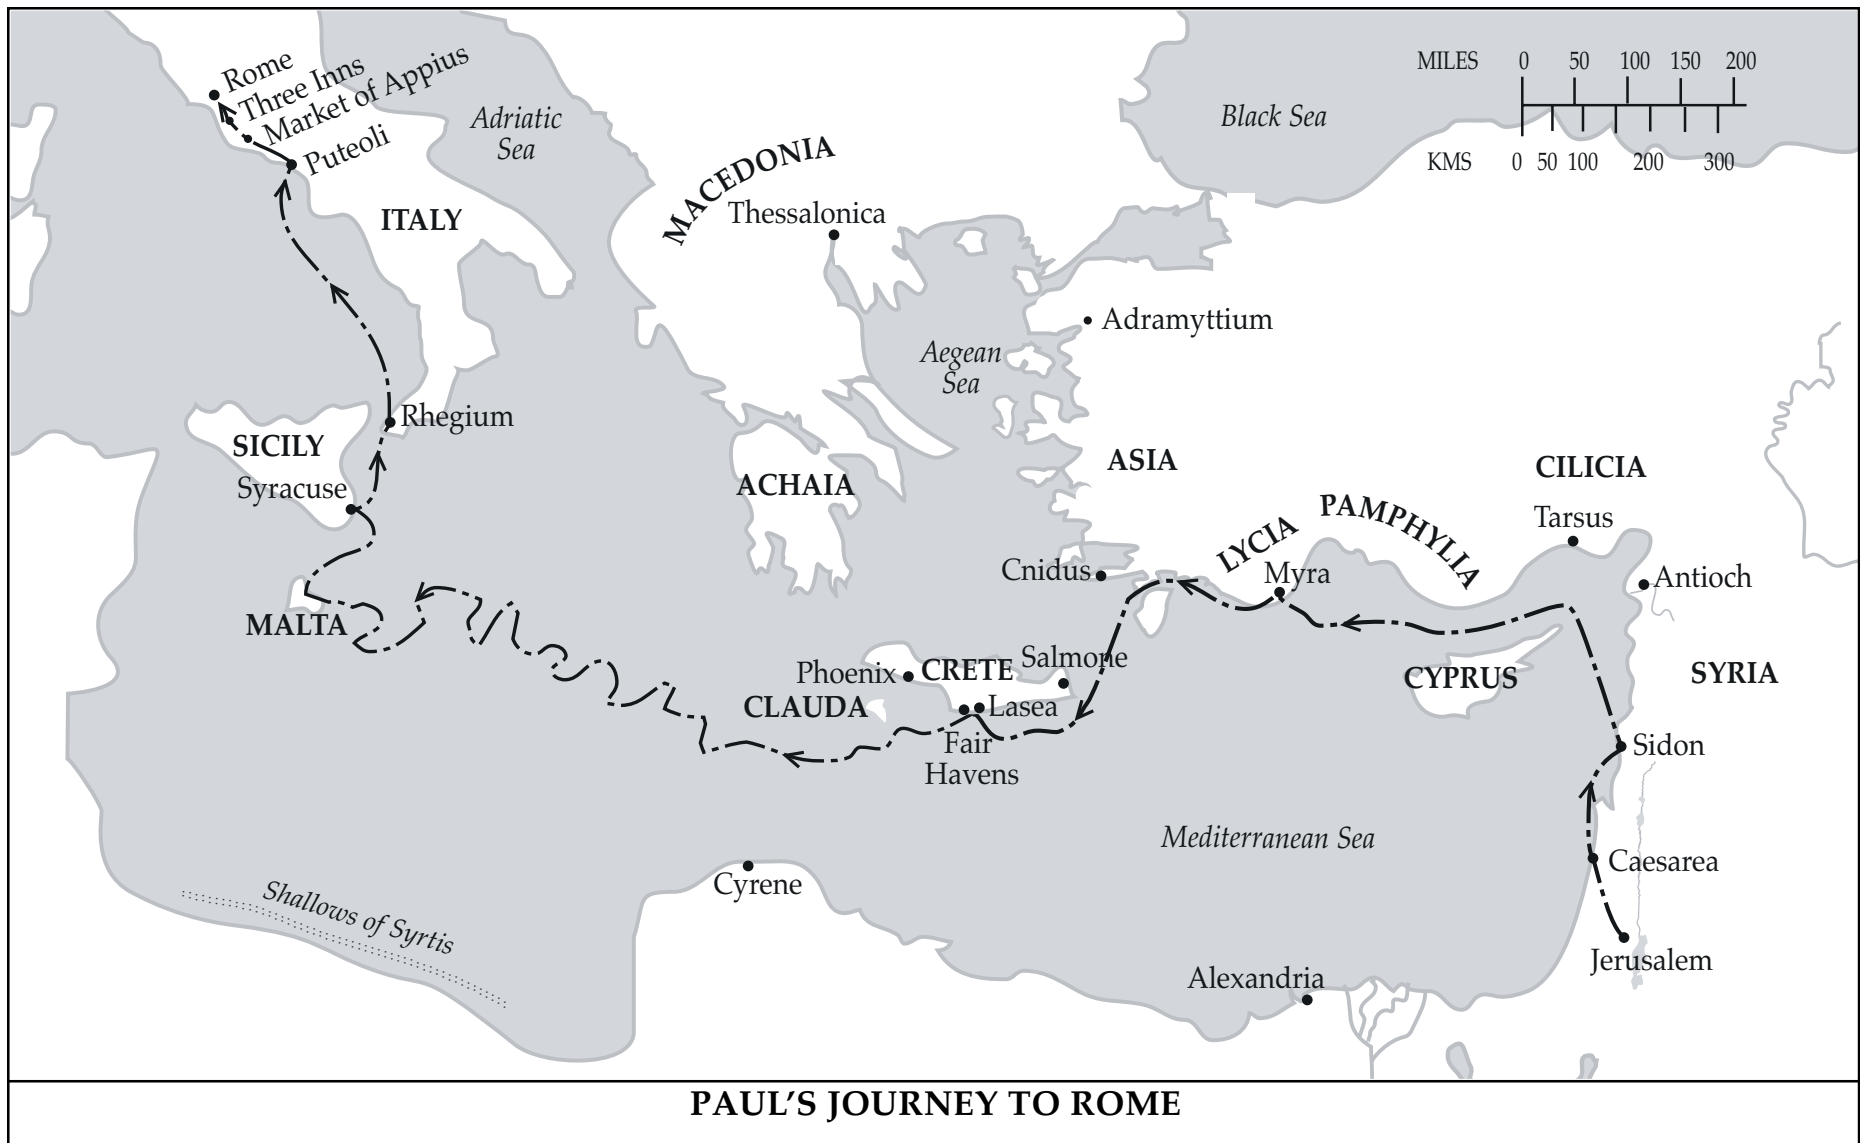 MILES 0 50 100 150 200
KMS 0 50 100 200 300
Rome
Three Inns
Market of Appius
Puteoli
Adriatic
Sea
Black Sea
MACEDONIA
Thessalonica
ITALY
Adramyttium
Aegean
Sea
Rhegium
SICILY
Syracuse
ACHAIA
ASIA
CILICIA
PAMPHYLIA
Tarsus
LYCIA
Cnidus
Myra
Antioch
MALTA
Phoenix
CRETE
Salmone
CYPRUS
SYRIA
CLAUDA
Lasea
Fair
Havens
Sidon
Mediterranean Sea
Caesarea
Cyrene
Shallows of Syrtis
Jerusalem
Alexandria
PAUL'S JOURNEY TO ROME